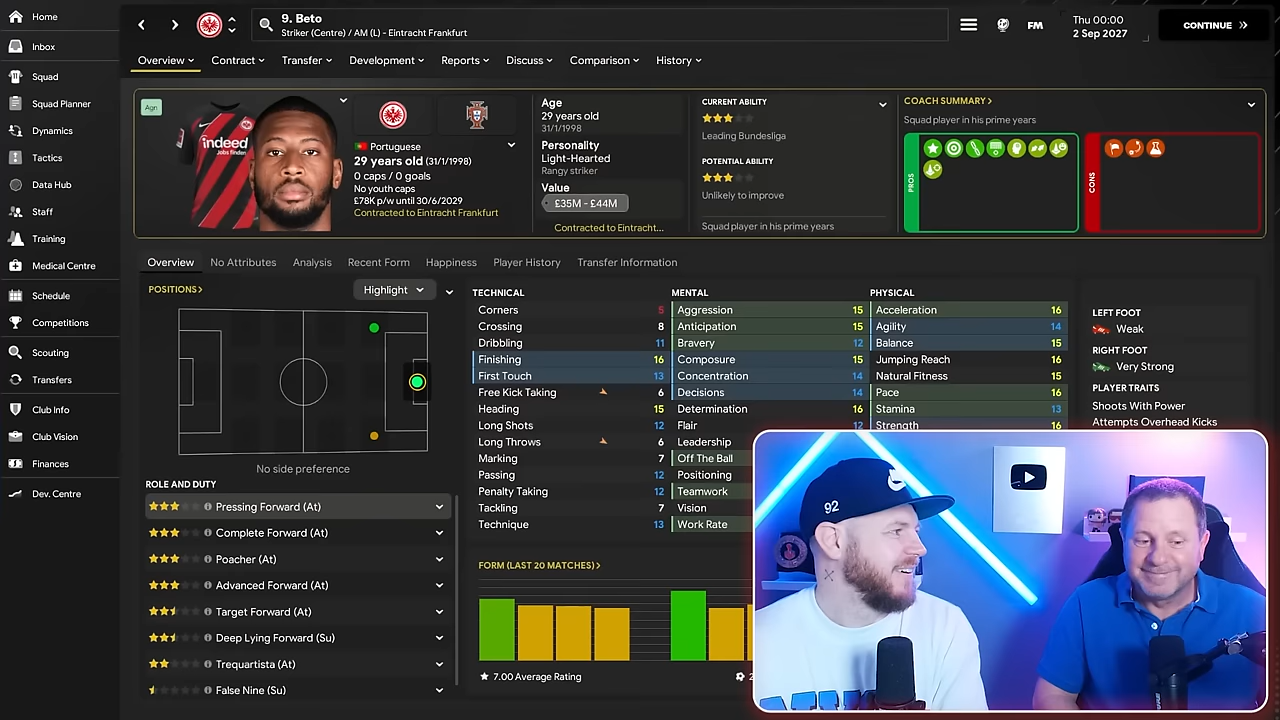 Home
Inbox
Squad
Squad Planner
Dynamics
Tactics
Data Hub
Staff
Training
Medical Centre
Schedule
Competitions
Scouting
Transfers
Club Info
Club Vision
Finances
Dev. Centre
9. Beto
Striker (Centre) / AM (L) - Eintracht Frankfurt
FM
Thu 00:00
2 Sep 2027
CONTINUE
Overview Contract Transfer Development Reports Discuss Comparison History
Agn
indeed
Portuguese
29 years old (31/1/1998)
0 caps / 0 goals
No youth caps
£78K p/w until 30/6/2029
Contracted to Eintracht Frankfurt
Age
29 years old
31/1/1998
Personality
Light-Hearted
Rangy striker
Value
£35M - £44M
Contracted to Eintracht...
CURRENT ABILITY
Leading Bundesliga
POTENTIAL ABILITY
Unlikely to improve
Squad player in his prime years
COACH SUMMARY >
Squad player in his prime years
PROS
CONS
Overview No Attributes Analysis Recent Form Happiness Player History Transfer Information
POSITIONS >
Highlight
No side preference
ROLE AND DUTY
Pressing Forward (At)
Complete Forward (At)
Poacher (At)
Advanced Forward (At)
Target Forward (At)
Deep Lying Forward (Su)
Trequartista (At)
False Nine (Su)
TECHNICAL
Corners 5
Crossing 8
Dribbling 11
Finishing 16
First Touch 13
Free Kick Taking 6
Heading 15
Long Shots 12
Long Throws 6
Marking 7
Passing 12
Penalty Taking 12
Tackling 7
Technique 13
MENTAL
Aggression 15
Anticipation 15
Bravery 12
Composure 15
Concentration 14
Decisions 14
Determination 16
Flair 12
Leadership
Off The Ball
Positioning
Teamwork
Vision
Work Rate
PHYSICAL
Acceleration 16
Agility 14
Balance 15
Jumping Reach 16
Natural Fitness 15
Pace 16
Stamina 13
Strength 16
LEFT FOOT
Weak
RIGHT FOOT
Very Strong
PLAYER TRAITS
Shoots With Power
Attempts Overhead Kicks
FORM (LAST 20 MATCHES) >
7.00 Average Rating
2
92